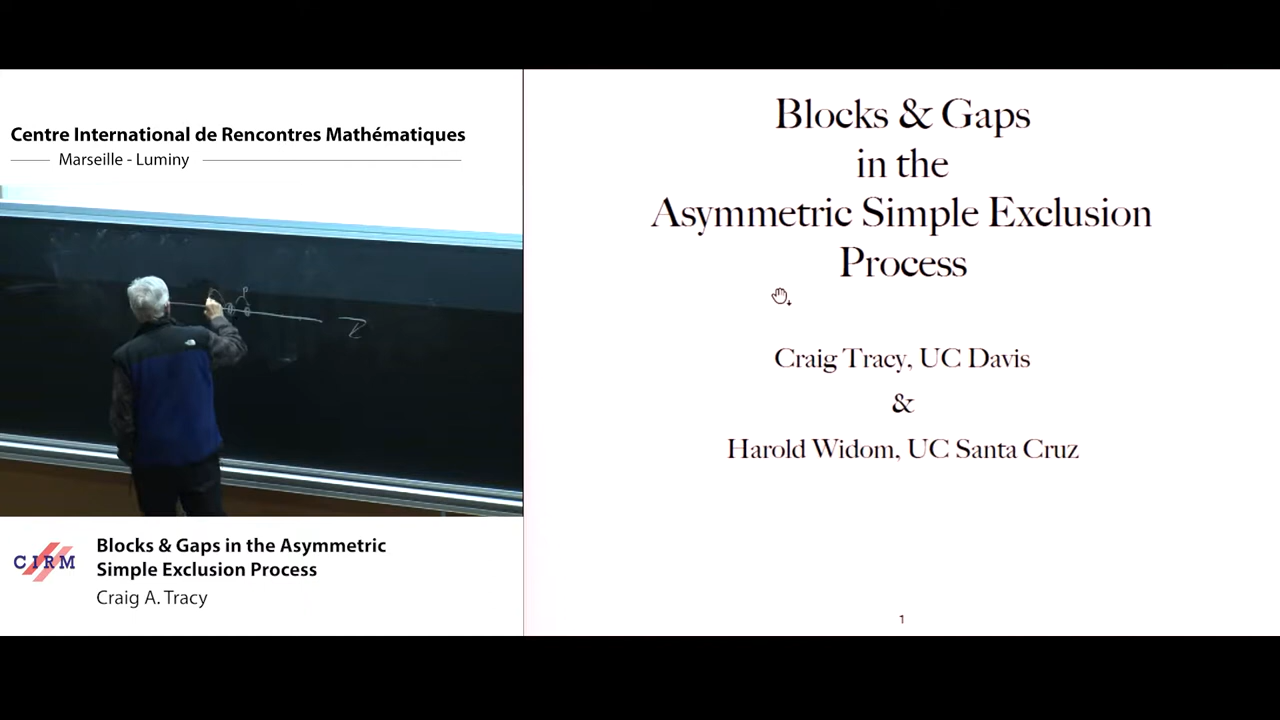 Centre International de Rencontres Mathématiques
Marseille - Luminy
p
Z
CIRM
Blocks & Gaps in the Asymmetric
Simple Exclusion Process
Craig A. Tracy
Blocks & Gaps
in the
Asymmetric Simple Exclusion
Process
Craig Tracy, UC Davis
&
Harold Widom, UC Santa Cruz
1